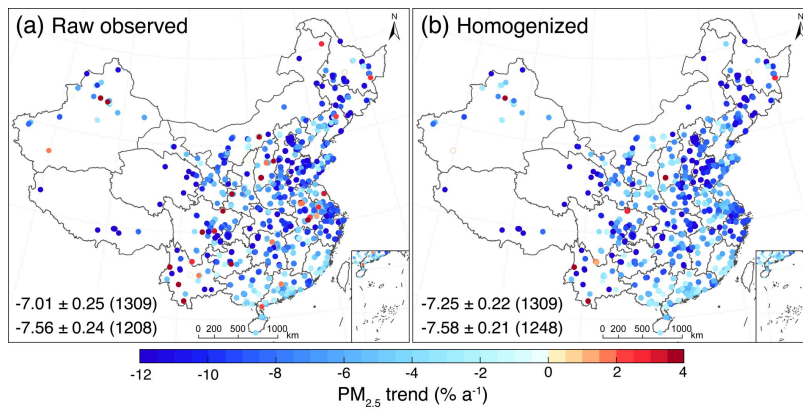 (a) Raw observed
N
-7.01 ± 0.25 (1309)
-7.56 ± 0.24 (1208)
0 200 500 1000
km
(b) Homogenized
N
-7.25 ± 0.22 (1309)
-7.58 ± 0.21 (1248)
0 200 500 1000
km
-12 -10 -8 -6 -4 -2 0 2 4
PM2.5 trend (% a-1)